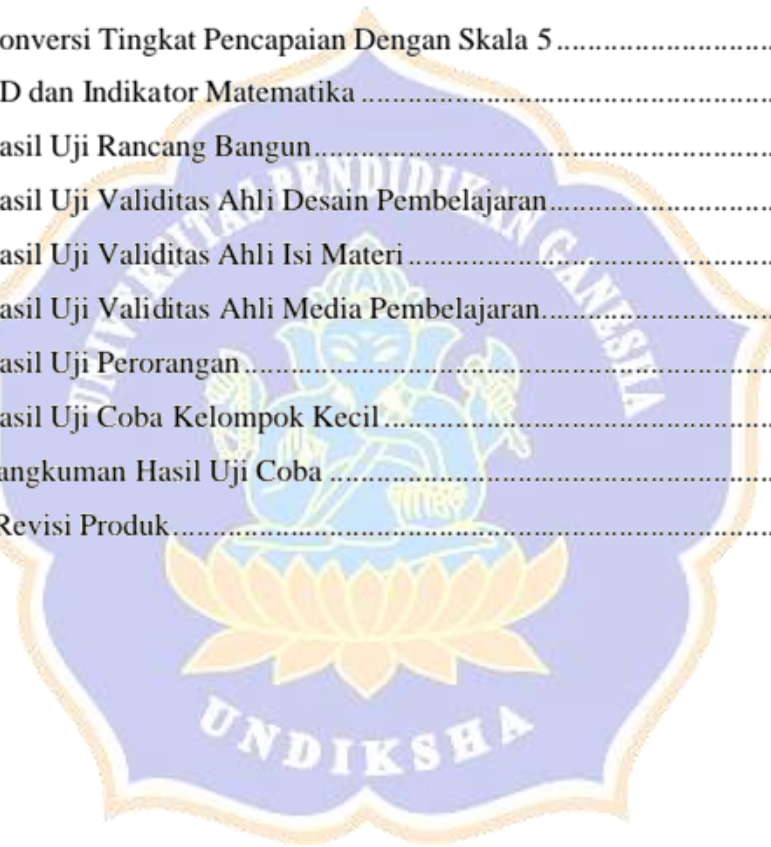 onversi Tingkat Pencapaian Dengan Skala 5
D dan Indikator Matematika
asil Uji Rancang Bangun
asil Uji Validitas Ahli Desain Pembelajaran
asil Uji Validitas Ahli Isi Materi
asil Uji Validitas Ahli Media Pembelajaran
asil Uji Perorangan
asil Uji Coba Kelompok Kecil
angkuman Hasil Uji Coba
Revisi Produk
UNIVERSITAS PENDIDIKAN GANESHA
UNDIKSHA